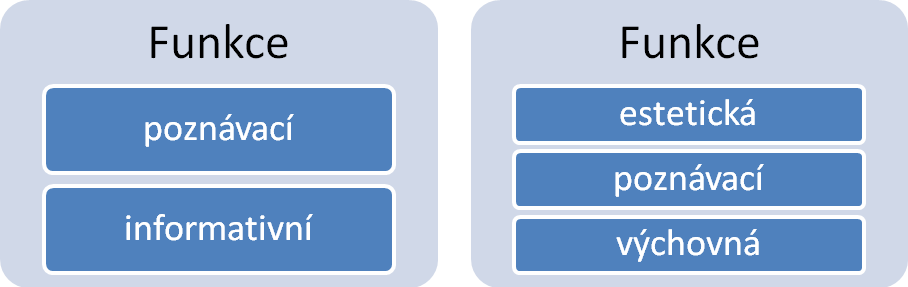 Funkce
poznávací
informativní
Funkce
estetická
poznávací
výchovná